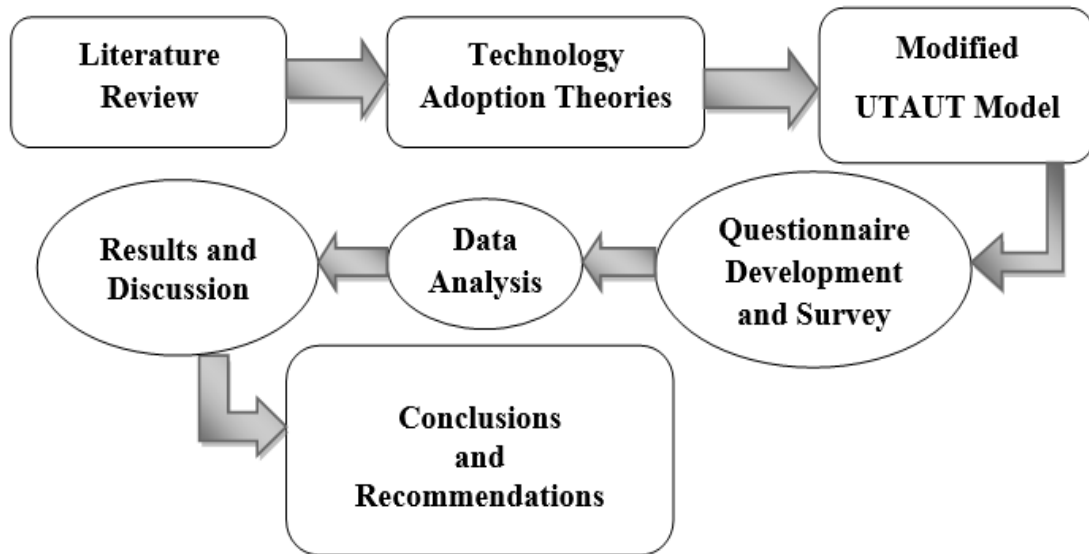 Literature
Review
Technology
Adoption Theories
Modified
UTAUT Model
Questionnaire
Development
and Survey
Data
Analysis
Results and
Discussion
Conclusions
and
Recommendations